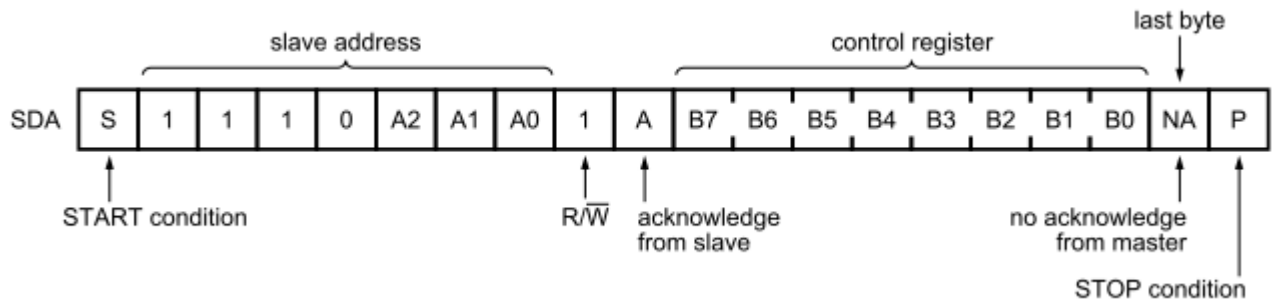 last byte
slave address
control register
SDA S 1 1 1 0 A2 A1 A0 1 A B7 B6 B5 B4 B3 B2 B1 B0 NA P
START condition
R/W̅
acknowledge
from slave
no acknowledge
from master
STOP condition